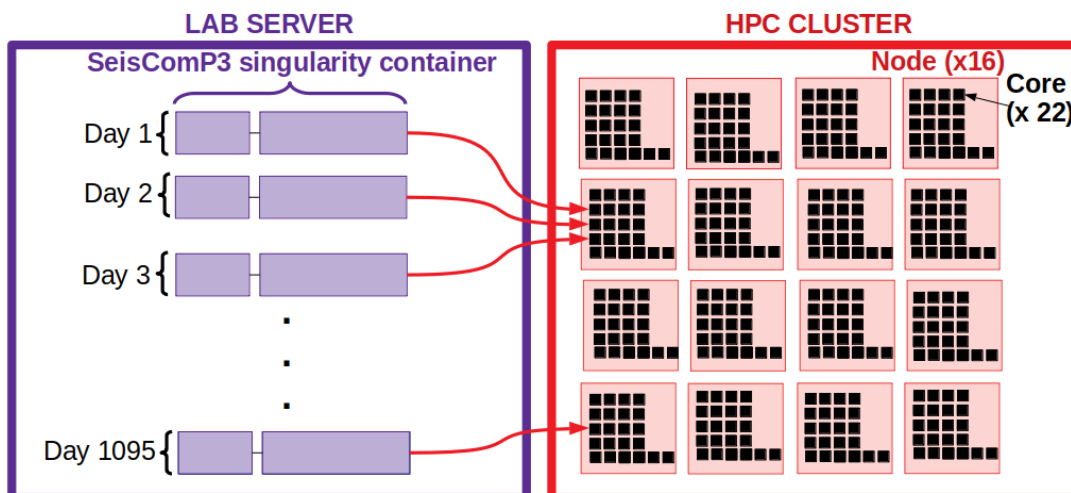 LAB SERVER
SeisComP3 singularity container
Day 1
Day 2
Day 3
.
.
.
Day 1095
HPC CLUSTER
Node (x16)
Core
(x 22)